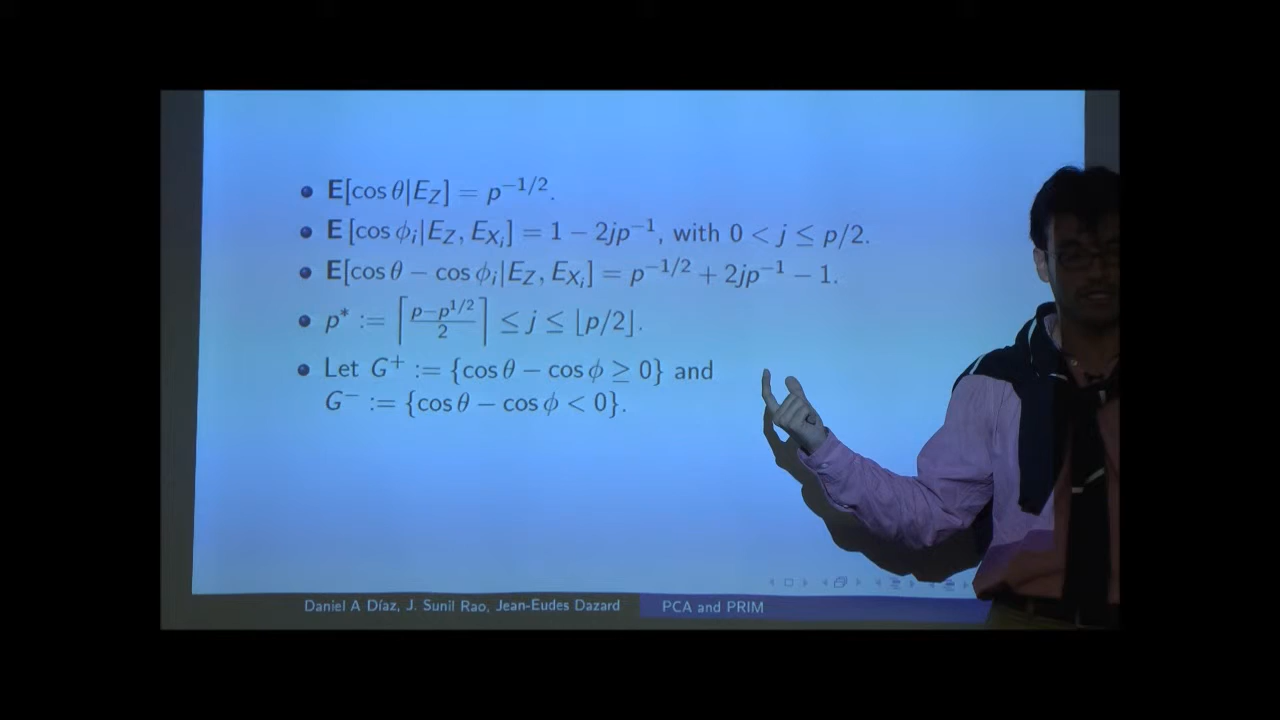 E[cos θ|E_Z] = p^{-1/2}.
E [cos ϕ_i|E_Z, E_{X_i}] = 1 − 2jp^{-1}, with 0 < j ≤ p/2.
E[cos θ − cos ϕ_i|E_Z, E_{X_i}] = p^{-1/2} + 2jp^{-1} − 1.
p* := ⌈(p−p^{1/2})/2⌉ ≤ j ≤ ⌊p/2⌋.
Let G^+ := {cos θ − cos ϕ ≥ 0} and
G^− := {cos θ − cos ϕ < 0}.
Daniel A Díaz, J. Sunil Rao, Jean-Eudes Dazard PCA and PRIM